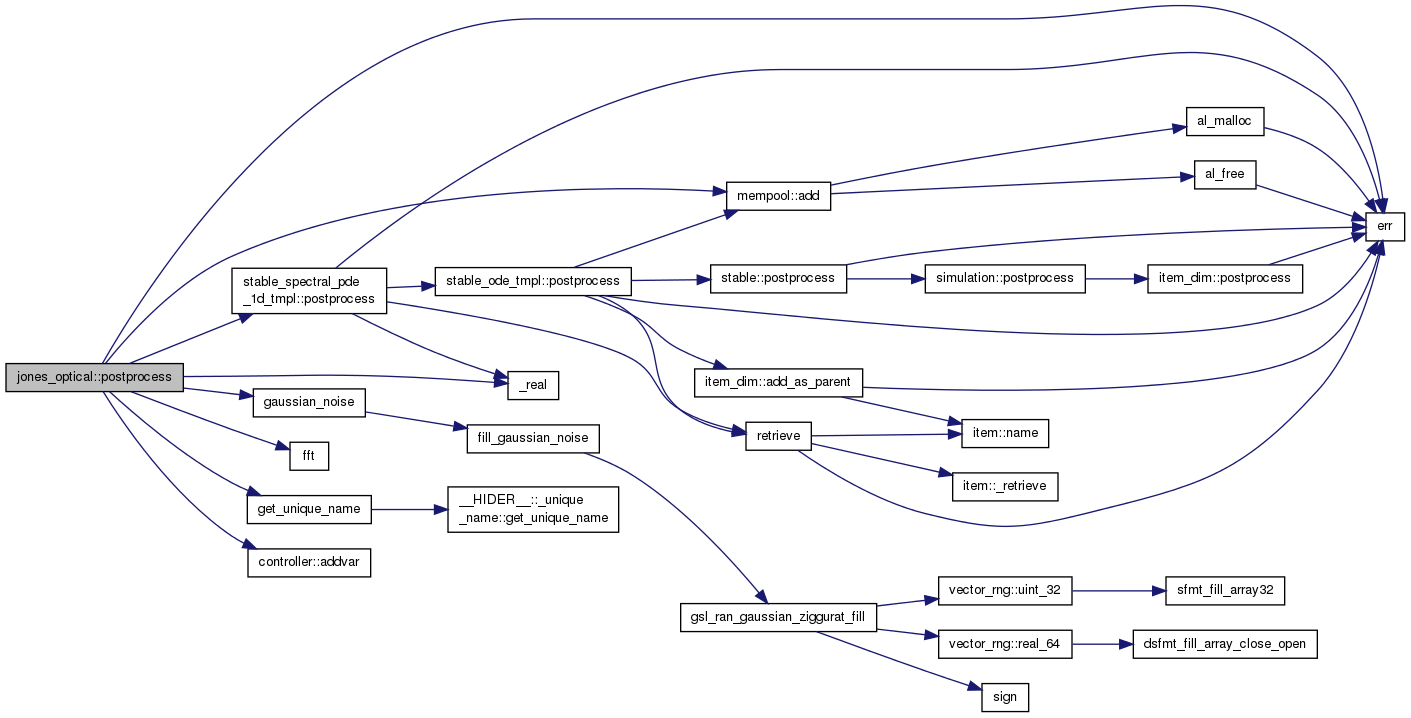 jones_optical::postprocess
stable_spectral_pde
_1d_tmpl::postprocess
gaussian_noise
fft
get_unique_name
controller::addvar
stable_ode_tmpl::postprocess
_real
fill_gaussian_noise
__HIDER__::_unique
_name::get_unique_name
mempool::add
stable::postprocess
item_dim::add_as_parent
retrieve
gsl_ran_gaussian_ziggurat_fill
simulation::postprocess
item::name
item::_retrieve
vector_rng::uint_32
vector_rng::real_64
sign
al_malloc
al_free
item_dim::postprocess
sfmt_fill_array32
dsfmt_fill_array_close_open
err